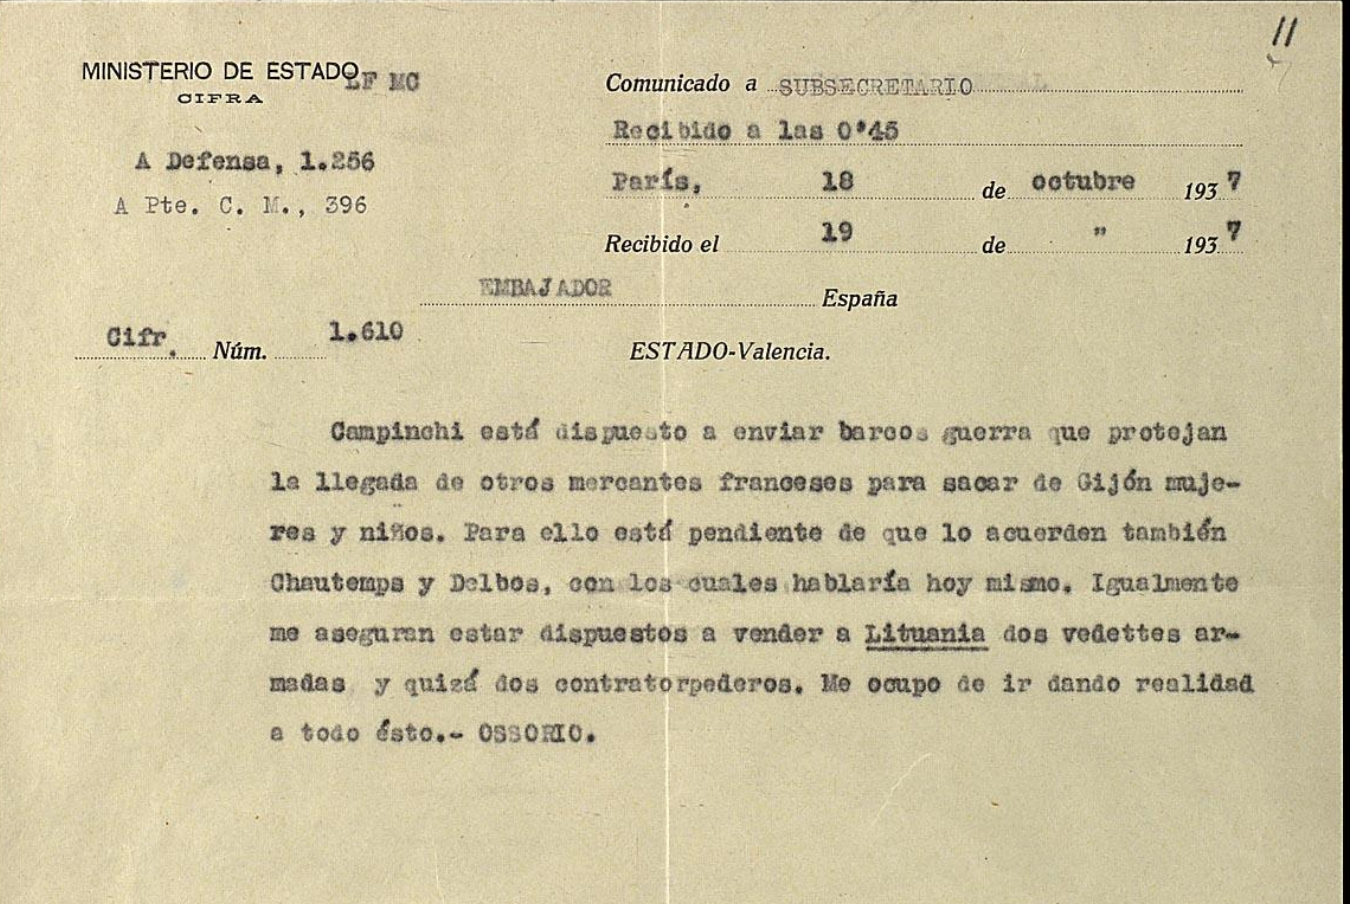 11
MINISTERIO DE ESTADO
CIFRA
LF MC
Comunicado a SUBSECRETARIO
Recibido a las 0'45
A Defensa, 1.256
París, 18 de octubre 1937
A Pte. C. M., 396
Recibido el 19 de " 1937
EMBAJADOR España
Cifr. Núm. 1.610
ESTADO-Valencia.
Campinchi está dispuesto a enviar barcos guerra que protejan
la llegada de otros mercantes franceses para sacar de Gijón muje-
res y niños. Para ello está pendiente de que lo acuerden también
Chautemps y Delbos, con los cuales hablaría hoy mismo. Igualmente
me aseguran estar dispuestos a vender a Lituania dos vedettes ar-
madas y quizá dos contratorpederos. Me ocupo de ir dando realidad
a todo ésto.- OSSORIO.